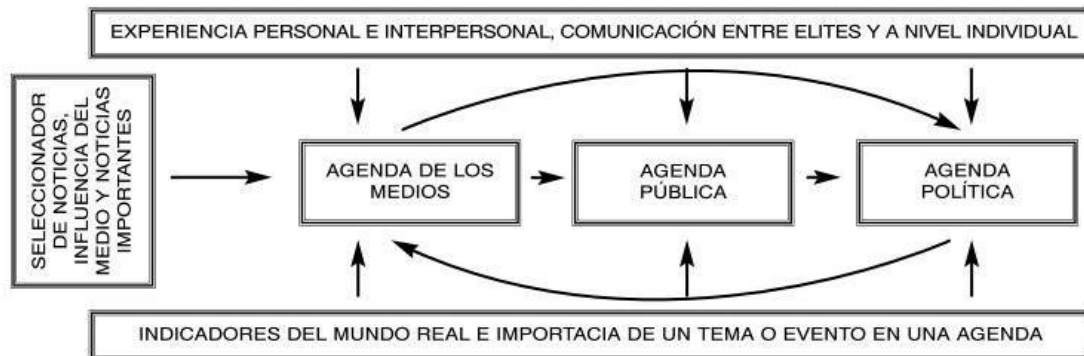 EXPERIENCIA PERSONAL E INTERPERSONAL, COMUNICACIÓN ENTRE ELITES Y A NIVEL INDIVIDUAL
SELECCIONADOR
DE NOTICIAS,
INFLUENCIA DEL
MEDIO Y NOTICIAS
IMPORTANTES
AGENDA DE LOS
MEDIOS
AGENDA
PÚBLICA
AGENDA
POLÍTICA
INDICADORES DEL MUNDO REAL E IMPORTACIA DE UN TEMA O EVENTO EN UNA AGENDA